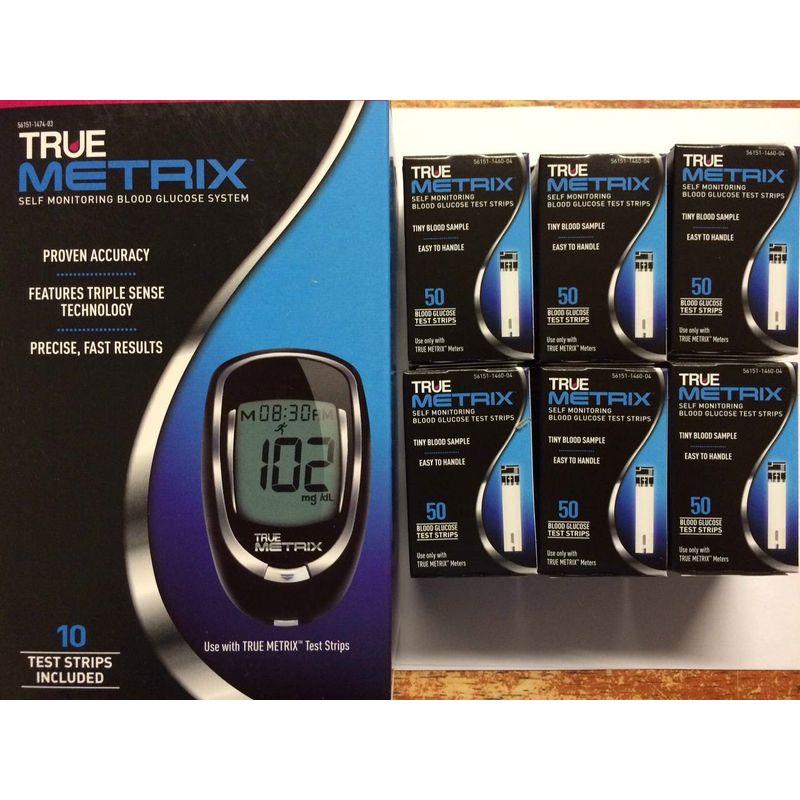 56151-1474-03
TRUE
METRIX™
SELF MONITORING BLOOD GLUCOSE SYSTEM
PROVEN ACCURACY
FEATURES TRIPLE SENSE
TECHNOLOGY
PRECISE, FAST RESULTS
M 08:30 PM
102
mg/dL
TRUE
METRIX
Use with TRUE METRIX™ Test Strips
10
TEST STRIPS
INCLUDED
56151-1460-04
TRUE
METRIX
SELF MONITORING
BLOOD GLUCOSE TEST STRIPS
TINY BLOOD SAMPLE
EASY TO HANDLE
50
BLOOD GLUCOSE
TEST STRIPS
Use only with
TRUE METRIX™ Meters
56151-1460-04
TRUE
METRIX
SELF MONITORING
BLOOD GLUCOSE TEST STRIPS
TINY BLOOD SAMPLE
EASY TO HANDLE
50
BLOOD GLUCOSE
TEST STRIPS
Use only with
TRUE METRIX™ Meters
56151-1460-04
TRUE
METRIX
SELF MONITORING
BLOOD GLUCOSE TEST STRIPS
TINY BLOOD SAMPLE
EASY TO HANDLE
50
BLOOD GLUCOSE
TEST STRIPS
Use only with
TRUE METRIX™ Meters
56151-1460-04
TRUE
METRIX
SELF MONITORING
BLOOD GLUCOSE TEST STRIPS
TINY BLOOD SAMPLE
EASY TO HANDLE
50
BLOOD GLUCOSE
TEST STRIPS
Use only with
TRUE METRIX™ Meters
56151-1460-04
TRUE
METRIX
SELF MONITORING
BLOOD GLUCOSE TEST STRIPS
TINY BLOOD SAMPLE
EASY TO HANDLE
50
BLOOD GLUCOSE
TEST STRIPS
Use only with
TRUE METRIX™ Meters
56151-1460-04
TRUE
METRIX
SELF MONITORING
BLOOD GLUCOSE TEST STRIPS
TINY BLOOD SAMPLE
EASY TO HANDLE
50
BLOOD GLUCOSE
TEST STRIPS
Use only with
TRUE METRIX™ Meters